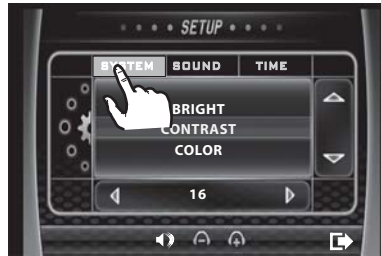 SETUP
SYSTEM SOUND TIME
BRIGHT
CONTRAST
COLOR
16